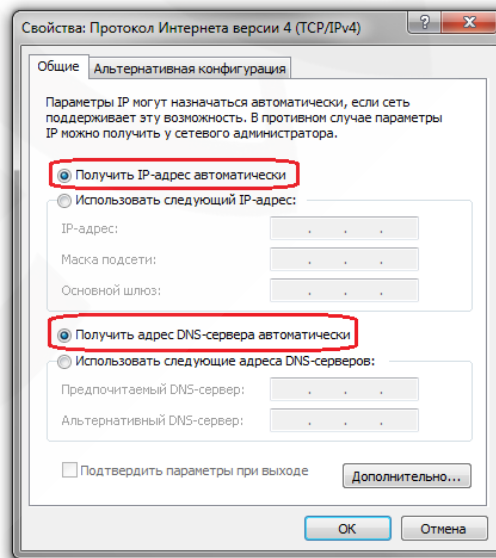 Свойства: Протокол Интернета версии 4 (TCP/IPv4)
Общие
Альтернативная конфигурация
Параметры IP могут назначаться автоматически, если сеть
поддерживает эту возможность. В противном случае параметры
IP можно получить у сетевого администратора.
Получить IP-адрес автоматически
Использовать следующий IP-адрес:
IP-адрес:
Маска подсети:
Основной шлюз:
Получить адрес DNS-сервера автоматически
Использовать следующие адреса DNS-серверов:
Предпочитаемый DNS-сервер:
Альтернативный DNS-сервер:
Подтвердить параметры при выходе
Дополнительно...
ОК
Отмена